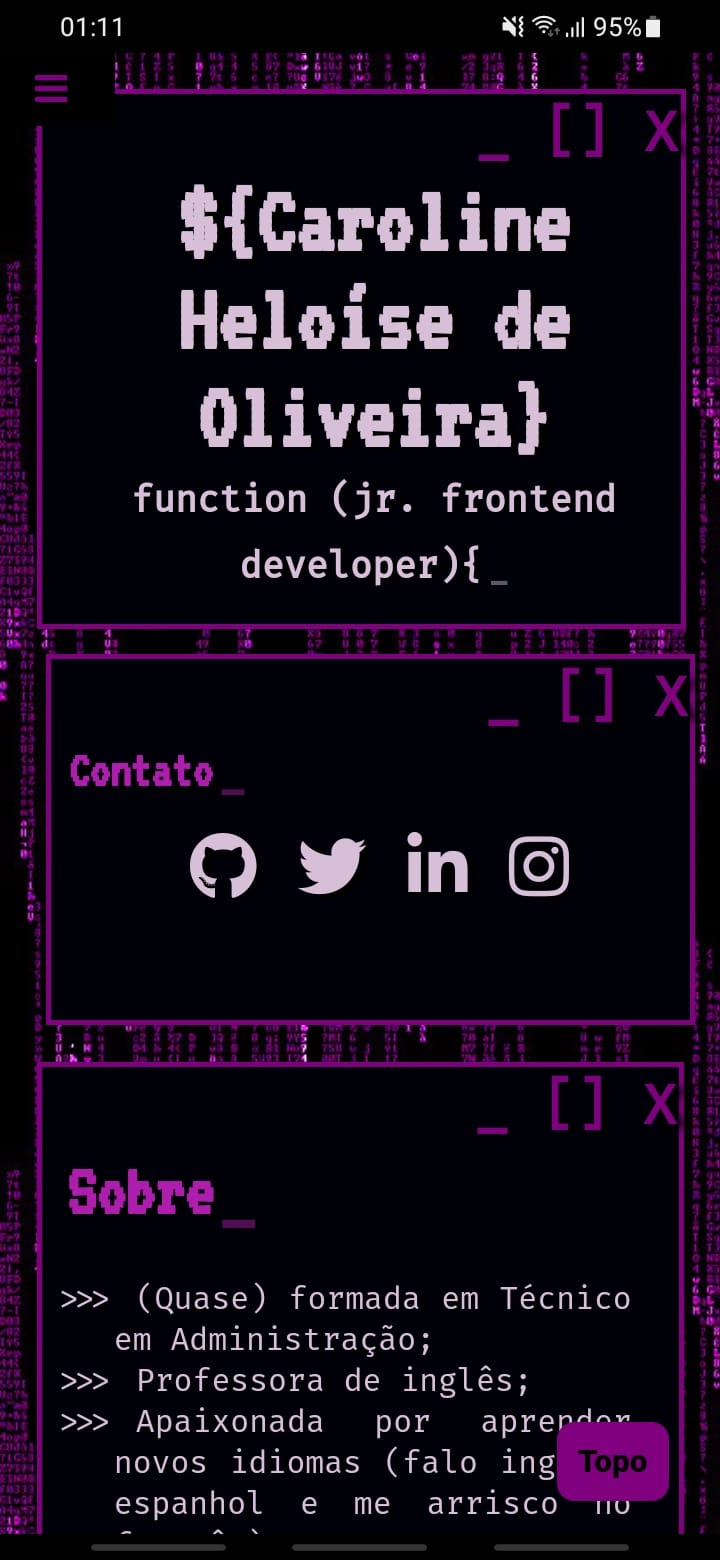 01:11 95%
_ [] X
${Caroline
Heloíse de
Oliveira}
function (jr. frontend
developer){_
_ [] X
Contato_
in
_ [] X
Sobre_
>>> (Quase) formada em Técnico
em Administração;
>>> Professora de inglês;
>>> Apaixonada por aprender
novos idiomas (falo ing
Topo
espanhol e me arrisco no